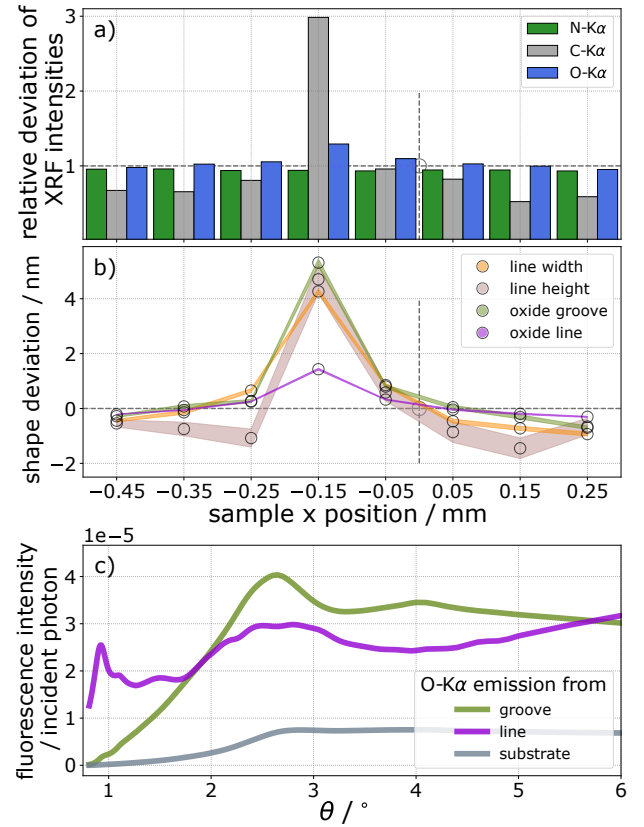 a)
relative deviation of
XRF intensities
3
2
1
N-Kα
C-Kα
O-Kα
b)
shape deviation / nm
4
2
0
−2
line width
line height
oxide groove
oxide line
−0.45 −0.35 −0.25 −0.15 −0.05 0.05 0.15 0.25
sample x position / mm
1e−5
c)
fluorescence intensity
/ incident photon
4
3
2
1
0
O-Kα emission from
groove
line
substrate
1 2 3 4 5 6
θ / °